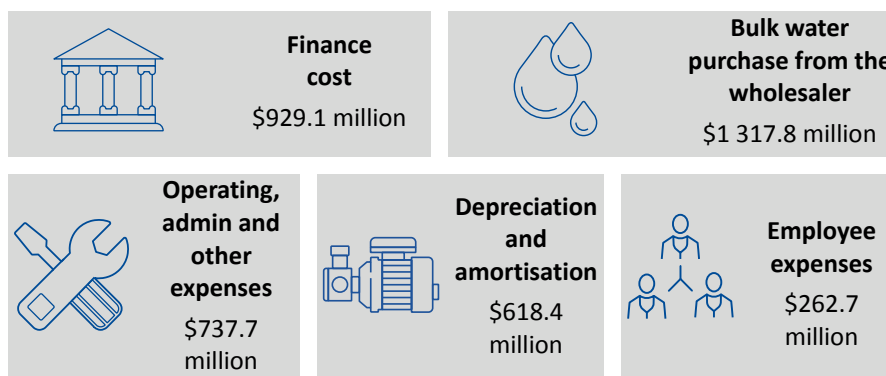 Finance
cost
$929.1 million
Bulk water
purchase from the
wholesaler
$1 317.8 million
Operating,
admin and
other
expenses
$737.7
million
Depreciation
and
amortisation
$618.4
million
Employee
expenses
$262.7
million